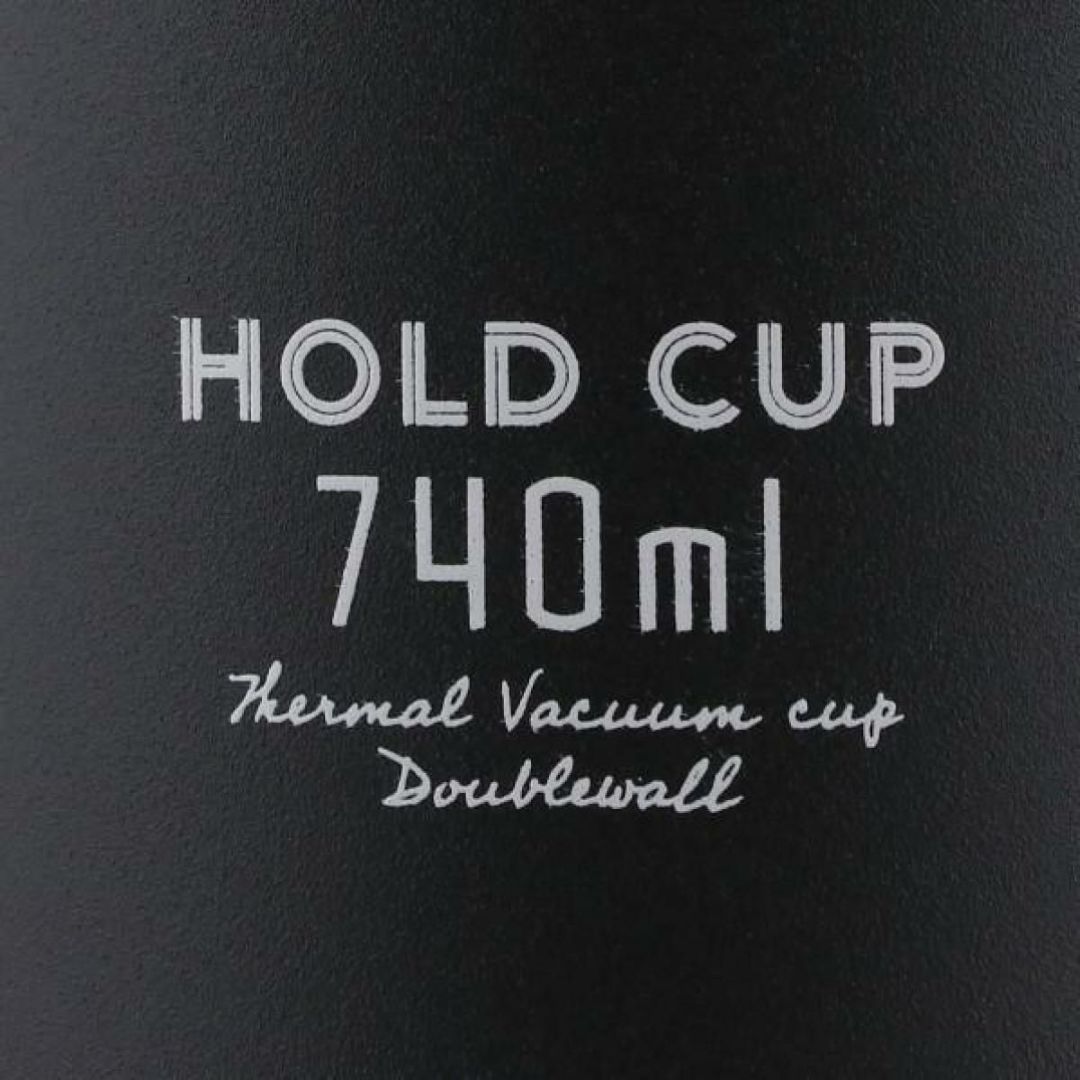 HOLD CUP
740ml
Thermal Vacuum cup
Doublewall